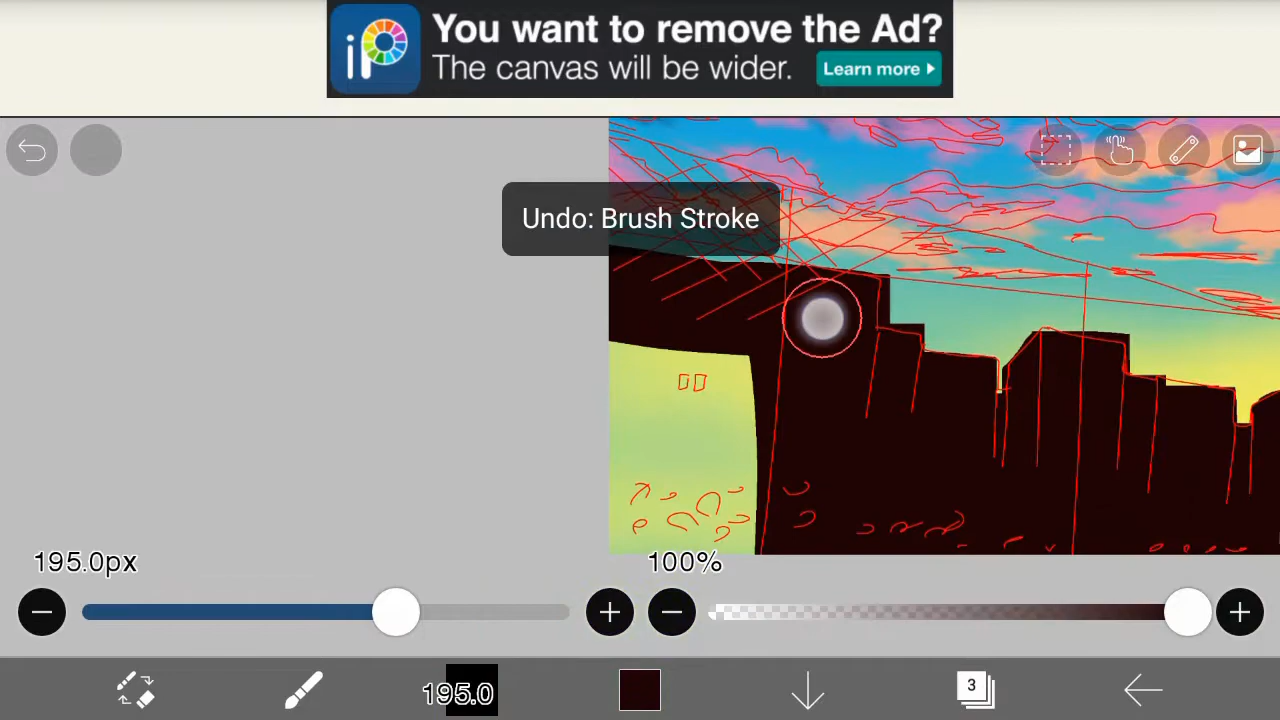 iP
You want to remove the Ad?
The canvas will be wider.
Learn more
Undo: Brush Stroke
195.0px
100%
195.0
3